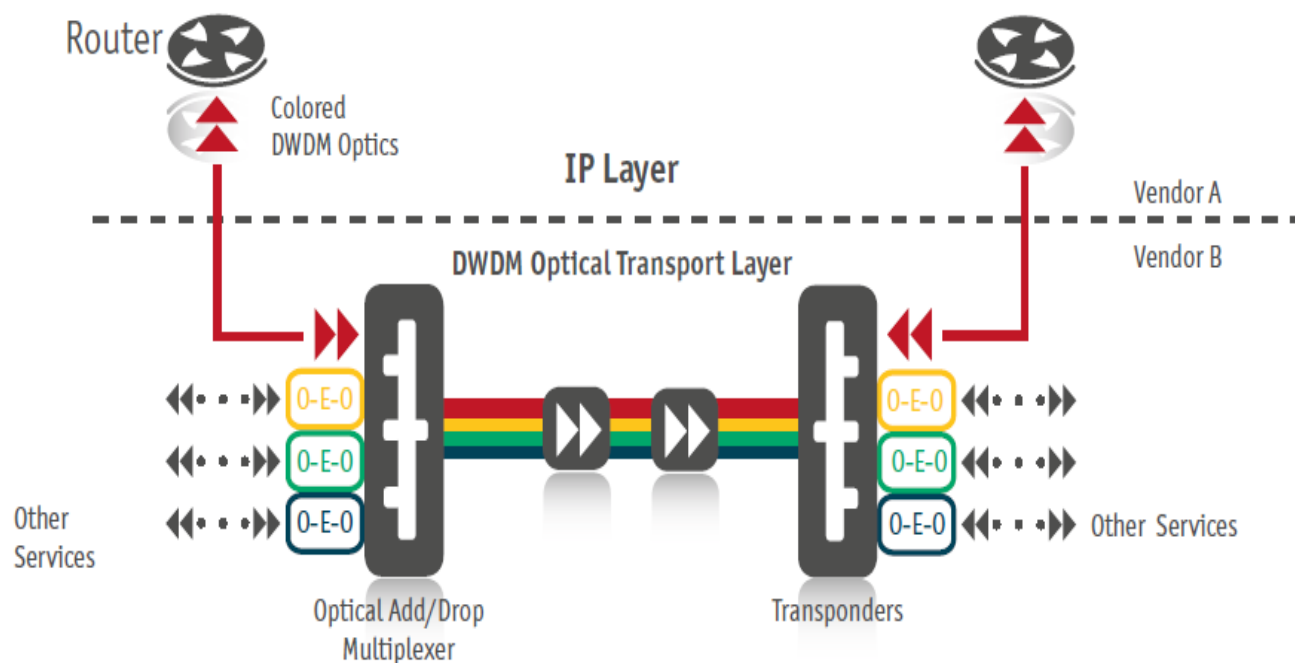 Router
Colored
DWDM Optics
IP Layer
Vendor A
DWDM Optical Transport Layer
Vendor B
O-E-O
O-E-O
O-E-O
O-E-O
O-E-O
O-E-O
Other
Services
Other Services
Optical Add/Drop
Multiplexer
Transponders